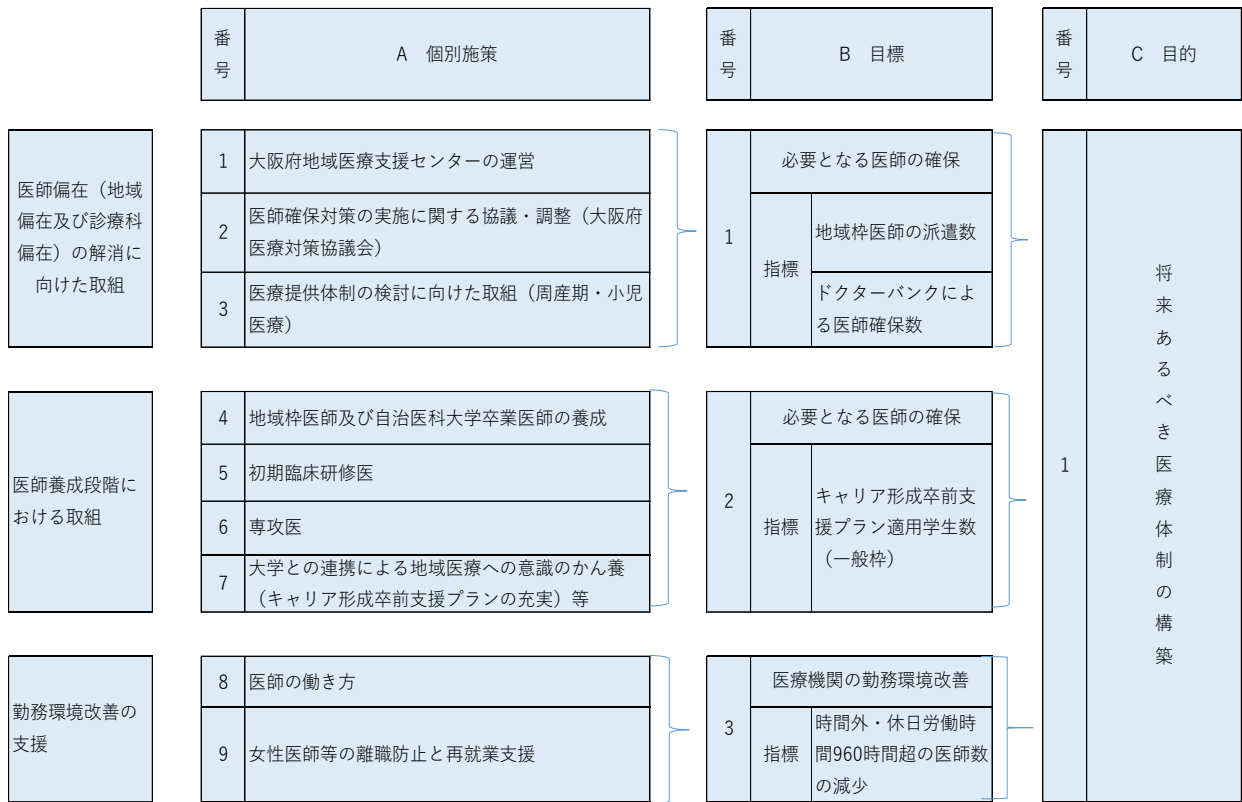 番
号
A 個別施策
番
号
B 目標
番
号
C 目的
医師偏在（地域
偏在及び診療科
偏在）の解消に
向けた取組
1
大阪府地域医療支援センターの運営
2
医師確保対策の実施に関する協議・調整（大阪府
医療対策協議会）
3
医療提供体制の検討に向けた取組（周産期・小児
医療）
1
必要となる医師の確保
指標
地域枠医師の派遣数
ドクターバンクによ
る医師確保数
医師養成段階に
おける取組
4
地域枠医師及び自治医科大学卒業医師の養成
5
初期臨床研修医
6
専攻医
7
大学との連携による地域医療への意識のかん養
（キャリア形成卒前支援プランの充実）等
2
必要となる医師の確保
指標
キャリア形成卒前支
援プラン適用学生数
（一般枠）
勤務環境改善の
支援
8
医師の働き方
9
女性医師等の離職防止と再就業支援
3
医療機関の勤務環境改善
指標
時間外・休日労働時
間960時間超の医師数
の減少
1
将来あるべき医療体制の構築